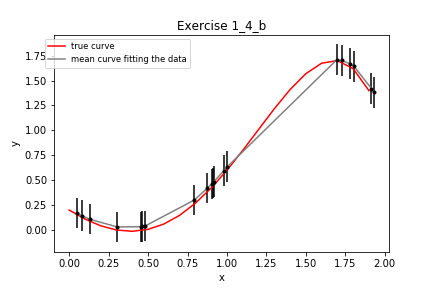 Exercise 1_4_b
true curve
mean curve fitting the data
y
1.75
1.50
1.25
1.00
0.75
0.50
0.25
0.00
0.00 0.25 0.50 0.75 1.00 1.25 1.50 1.75 2.00
x